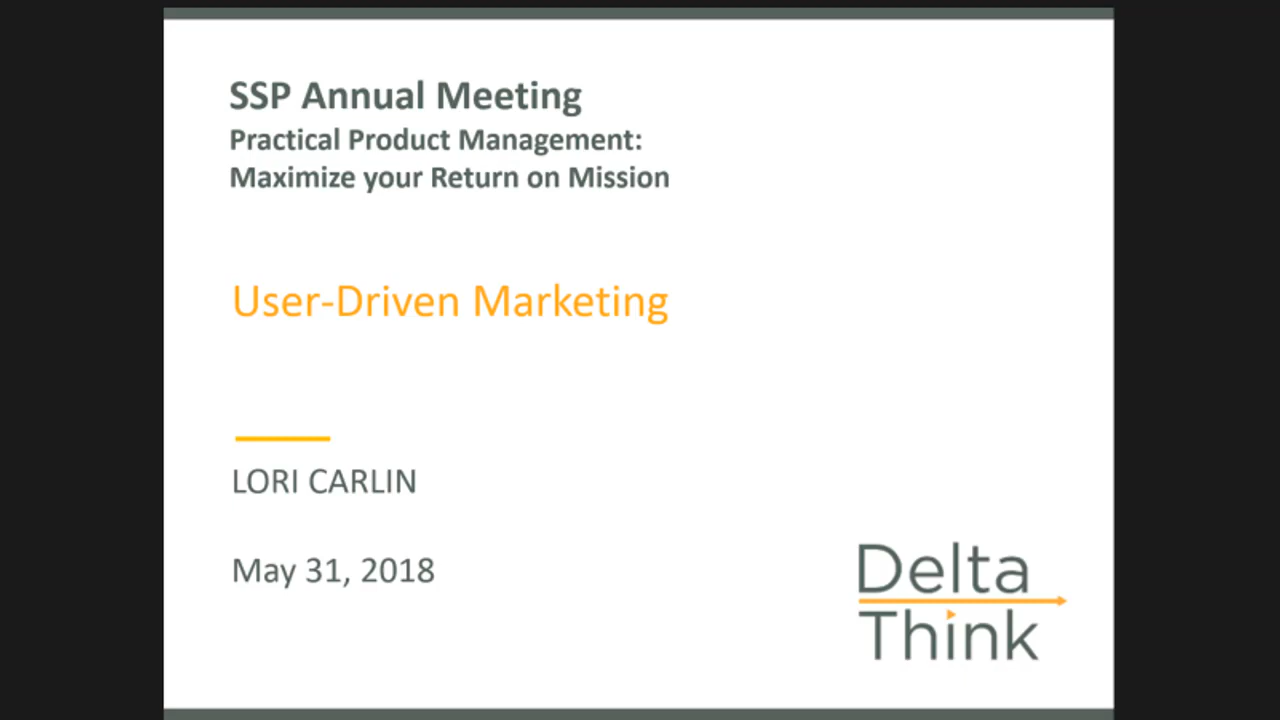 SSP Annual Meeting
Practical Product Management:
Maximize your Return on Mission
User-Driven Marketing
LORI CARLIN
May 31, 2018
Delta
Think